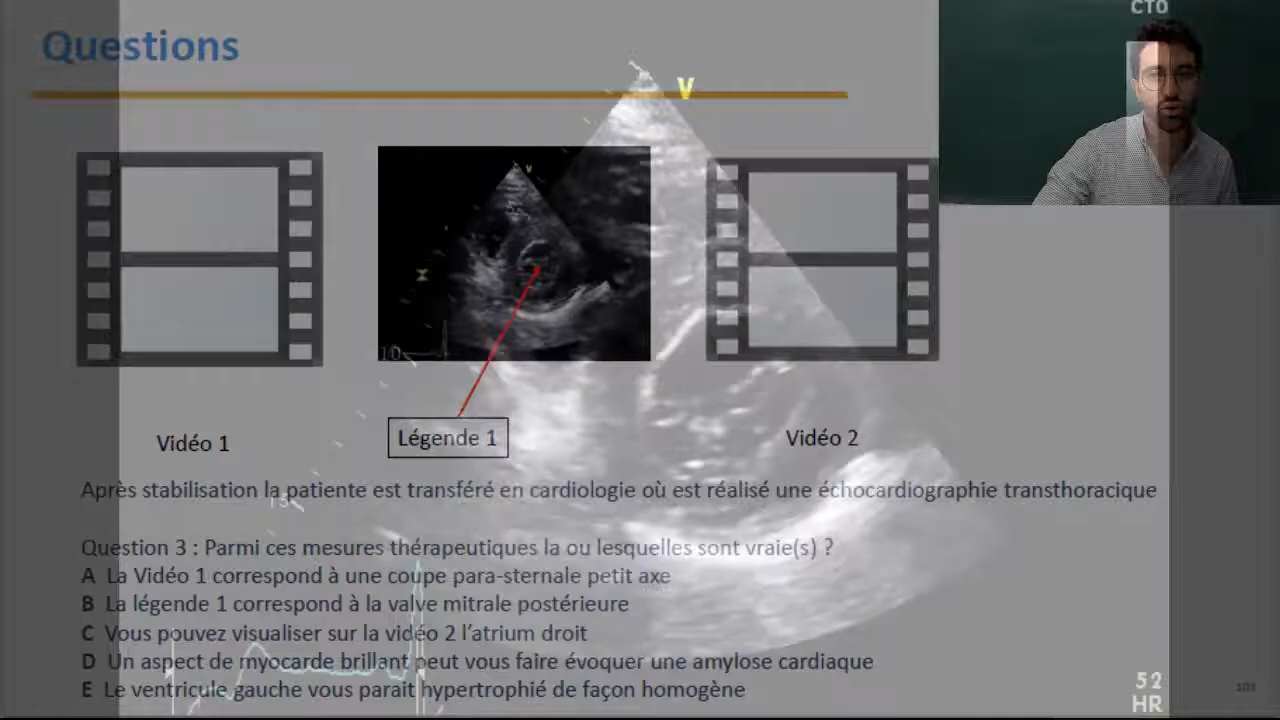 CTO
Questions
V
V
10
Légende 1
Vidéo 1
Vidéo 2
15
Après stabilisation la patiente est transféré en cardiologie où est réalisé une échocardiographie transthoracique
Question 3 : Parmi ces mesures thérapeutiques la ou lesquelles sont vraie(s) ?
A La Vidéo 1 correspond à une coupe para-sternale petit axe
B La légende 1 correspond à la valve mitrale postérieure
C Vous pouvez visualiser sur la vidéo 2 l'atrium droit
D Un aspect de myocarde brillant peut vous faire évoquer une amylose cardiaque
E Le ventricule gauche vous parait hypertrophié de façon homogène
52
HR